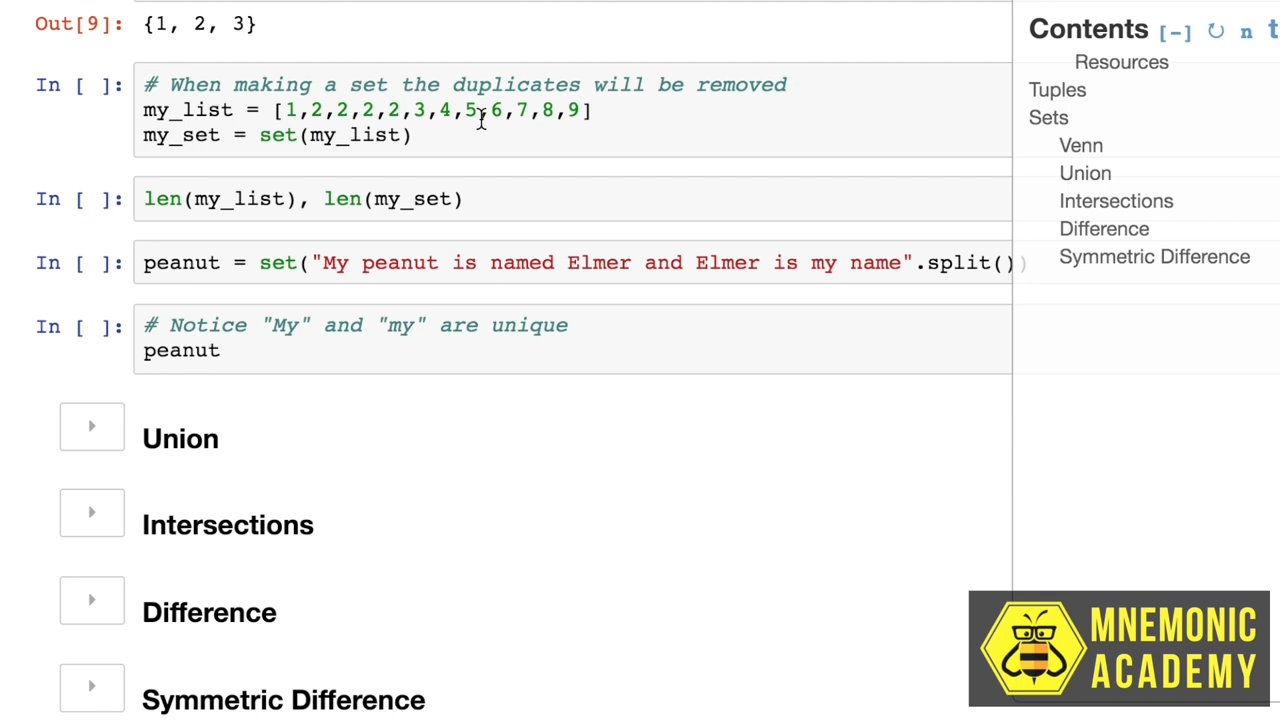 Out[9]: {1, 2, 3}
In [ ]: # When making a set the duplicates will be removed
my_list = [1,2,2,2,2,3,4,5,6,7,8,9]
my_set = set(my_list)
In [ ]: len(my_list), len(my_set)
In [ ]: peanut = set("My peanut is named Elmer and Elmer is my name".split())
In [ ]: # Notice "My" and "my" are unique
peanut
Union
Intersections
Difference
Symmetric Difference
Contents [-] n t
Resources
Tuples
Sets
Venn
Union
Intersections
Difference
Symmetric Difference
MNEMONIC
ACADEMY